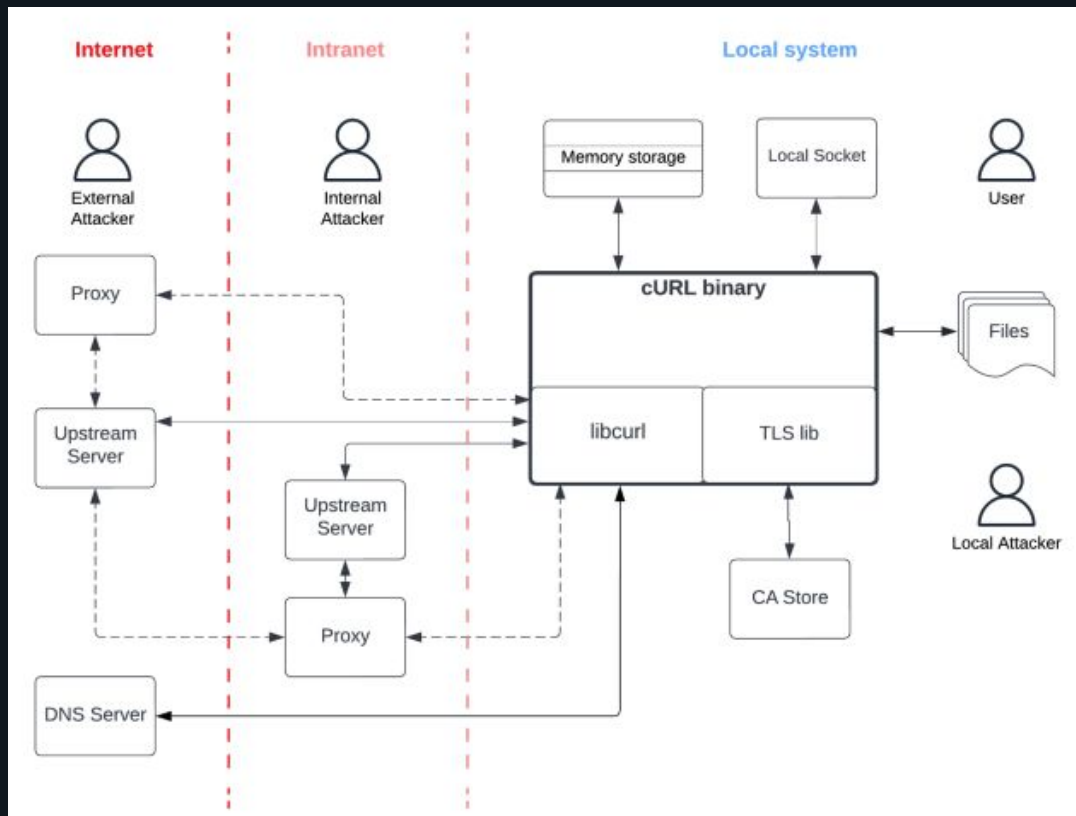 Internet
Intranet
Local system
External
Attacker
Internal
Attacker
Memory storage
Local Socket
User
Proxy
cURL binary
Files
Upstream
Server
libcurl
TLS lib
Upstream
Server
Local Attacker
CA Store
Proxy
DNS Server